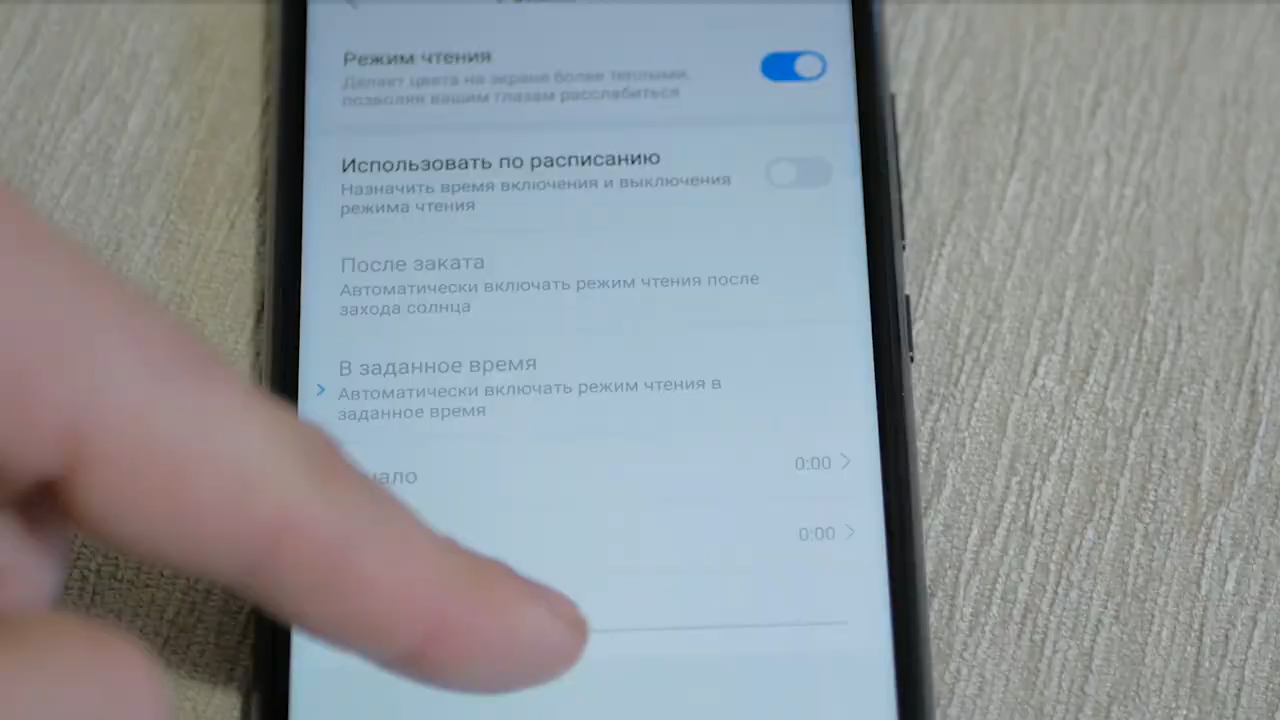 Режим чтения
Делает цвета на экране более теплыми,
позволяя вашим глазам расслабиться
Использовать по расписанию
Назначить время включения и выключения
режима чтения
После заката
Автоматически включать режим чтения после
захода солнца
В заданное время
Автоматически включать режим чтения в
заданное время
0:00
0:00